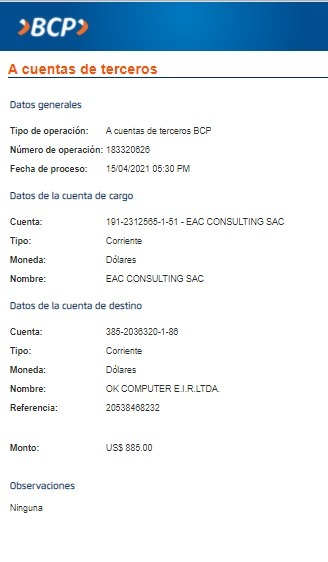 BCP
A cuentas de terceros
Datos generales
Tipo de operación: A cuentas de terceros BCP
Número de operación: 183320626
Fecha de proceso: 15/04/2021 05:30 PM
Datos de la cuenta de cargo
Cuenta: 191-2312565-1-51 - EAC CONSULTING SAC
Tipo: Corriente
Moneda: Dólares
Nombre: EAC CONSULTING SAC
Datos de la cuenta de destino
Cuenta: 385-2036320-1-86
Tipo: Corriente
Moneda: Dólares
Nombre: OK COMPUTER E.I.R.LTDA.
Referencia: 20538468232
Monto: US$ 885.00
Observaciones
Ninguna